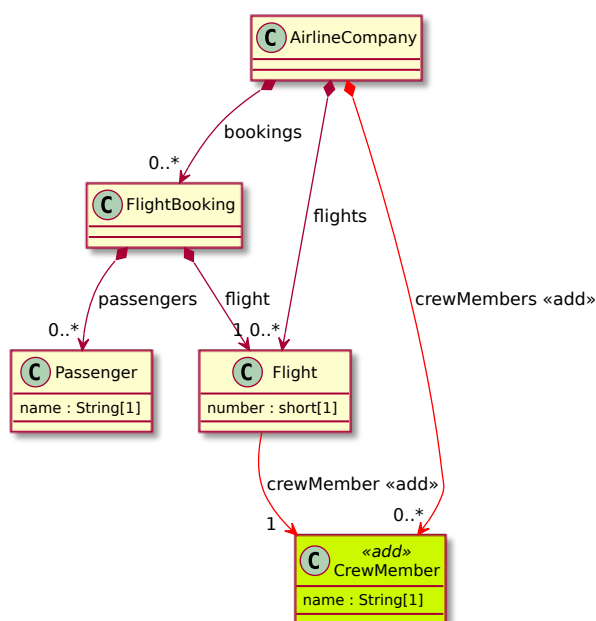 C AirlineCompany
bookings
0..*
C FlightBooking
flights
passengers
flight
crewMembers «add»
0..*
1
0..*
C Passenger
name : String[1]
C Flight
number : short[1]
crewMember «add»
1
0..*
«add»
C CrewMember
name : String[1]